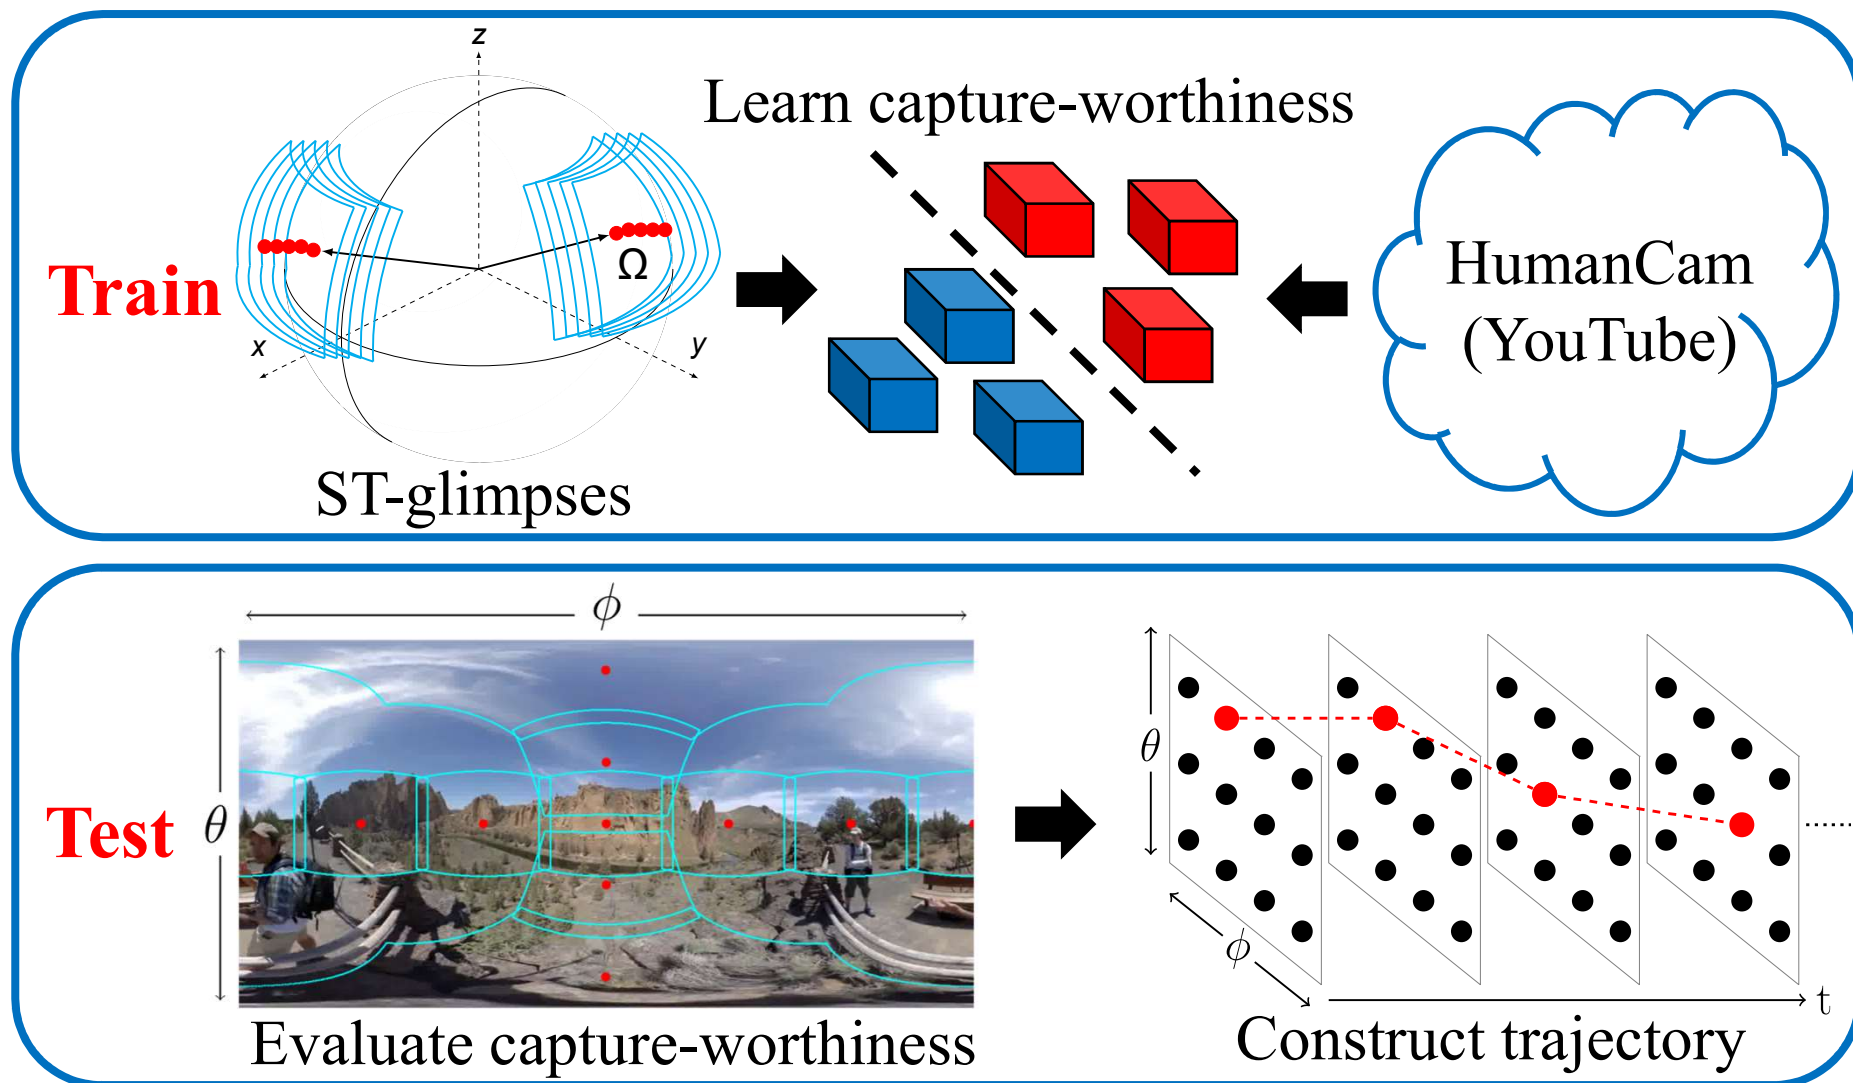 z
Learn capture-worthiness
Train
Ω
x
y
HumanCam
(YouTube)
ST-glimpses
ϕ
θ
Test
θ
ϕ
t
Evaluate capture-worthiness
Construct trajectory